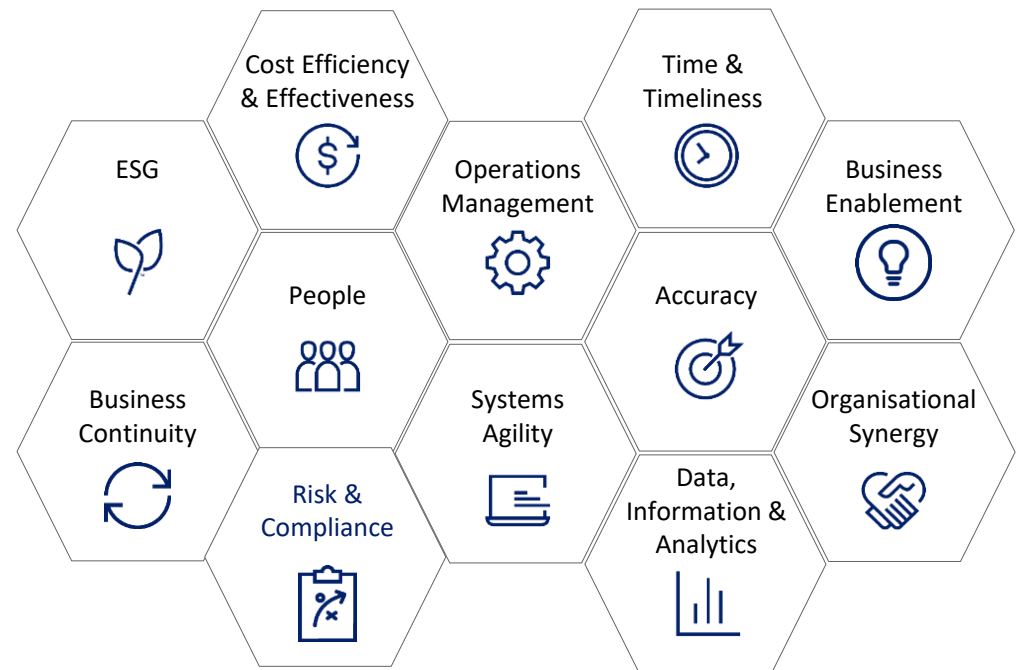 Cost Efficiency
& Effectiveness
Time &
Timeliness
ESG
Operations
Management
Business
Enablement
People
Accuracy
Business
Continuity
Systems
Agility
Organisational
Synergy
Risk &
Compliance
Data,
Information &
Analytics